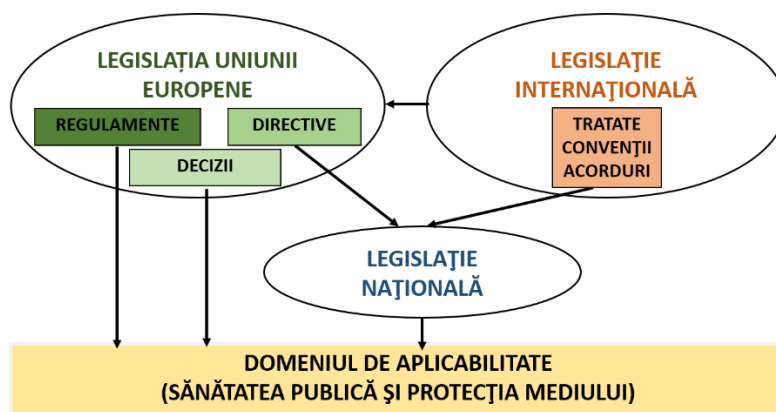 LEGISLAȚIA UNIUNII
EUROPENE
REGULAMENTE
DIRECTIVE
DECIZII
LEGISLAŢIE
INTERNAŢIONALĂ
TRATATE
CONVENŢII
ACORDURI
LEGISLAŢIE
NAŢIONALĂ
DOMENIUL DE APLICABILITATE
(SĂNĂTATEA PUBLICĂ ŞI PROTECŢIA MEDIULUI)